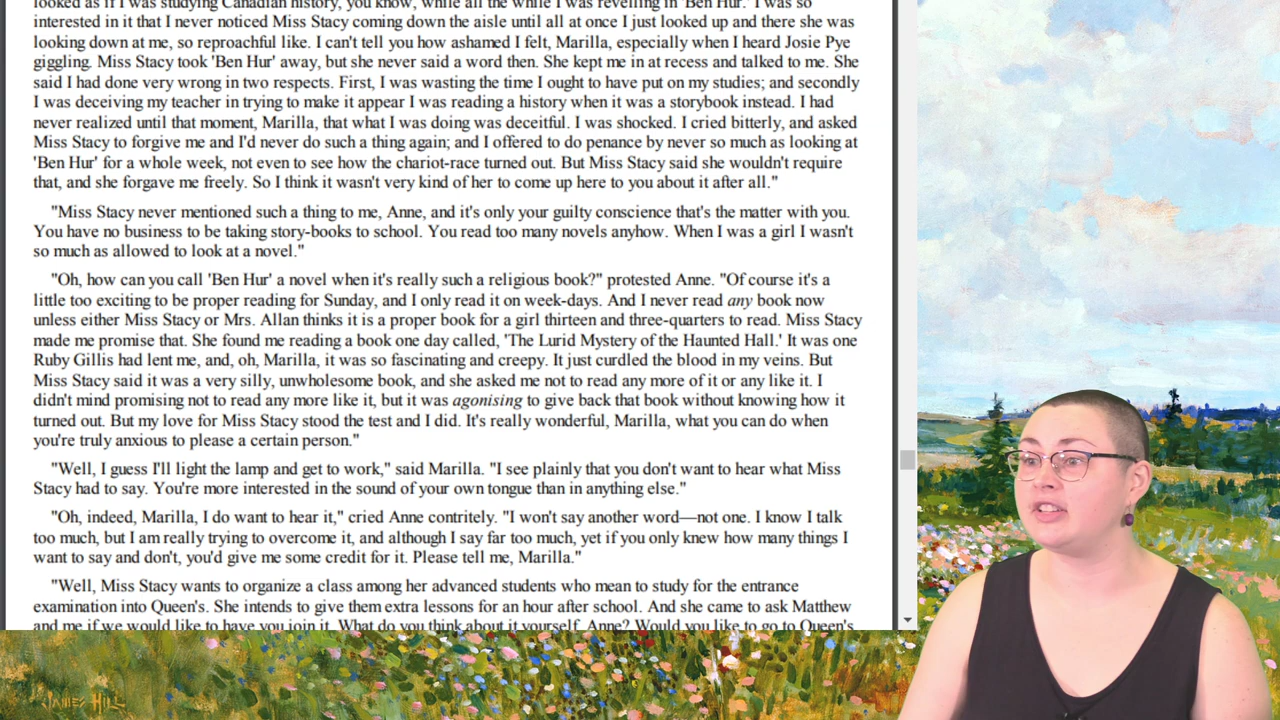 looked as if I was studying Canadian history, you know, while all the while I was revelling in 'Ben Hur.' I was so
interested in it that I never noticed Miss Stacy coming down the aisle until all at once I just looked up and there she was
looking down at me, so reproachful like. I can't tell you how ashamed I felt, Marilla, especially when I heard Josie Pye
giggling. Miss Stacy took 'Ben Hur' away, but she never said a word then. She kept me in at recess and talked to me. She
said I had done very wrong in two respects. First, I was wasting the time I ought to have put on my studies; and secondly
I was deceiving my teacher in trying to make it appear I was reading a history when it was a storybook instead. I had
never realized until that moment, Marilla, that what I was doing was deceitful. I was shocked. I cried bitterly, and asked
Miss Stacy to forgive me and I'd never do such a thing again; and I offered to do penance by never so much as looking at
'Ben Hur' for a whole week, not even to see how the chariot-race turned out. But Miss Stacy said she wouldn't require
that, and she forgave me freely. So I think it wasn't very kind of her to come up here to you about it after all."
"Miss Stacy never mentioned such a thing to me, Anne, and it's only your guilty conscience that's the matter with you.
You have no business to be taking story-books to school. You read too many novels anyhow. When I was a girl I wasn't
so much as allowed to look at a novel."
"Oh, how can you call 'Ben Hur' a novel when it's really such a religious book?" protested Anne. "Of course it's a
little too exciting to be proper reading for Sunday, and I only read it on week-days. And I never read any book now
unless either Miss Stacy or Mrs. Allan thinks it is a proper book for a girl thirteen and three-quarters to read. Miss Stacy
made me promise that. She found me reading a book one day called, 'The Lurid Mystery of the Haunted Hall.' It was one
Ruby Gillis had lent me, and, oh, Marilla, it was so fascinating and creepy. It just curdled the blood in my veins. But
Miss Stacy said it was a very silly, unwholesome book, and she asked me not to read any more of it or any like it. I
didn't mind promising not to read any more like it, but it was agonising to give back that book without knowing how it
turned out. But my love for Miss Stacy stood the test and I did. It's really wonderful, Marilla, what you can do when
you're truly anxious to please a certain person."
"Well, I guess I'll light the lamp and get to work," said Marilla. "I see plainly that you don't want to hear what Miss
Stacy had to say. You're more interested in the sound of your own tongue than in anything else."
"Oh, indeed, Marilla, I do want to hear it," cried Anne contritely. "I won't say another word—not one. I know I talk
too much, but I am really trying to overcome it, and although I say far too much, yet if you only knew how many things I
want to say and don't, you'd give me some credit for it. Please tell me, Marilla."
"Well, Miss Stacy wants to organize a class among her advanced students who mean to study for the entrance
examination into Queen's. She intends to give them extra lessons for an hour after school. And she came to ask Matthew
and me if we would like to have you join it. What do you think about it yourself, Anne? Would you like to go to Queen's
JAMES HILL